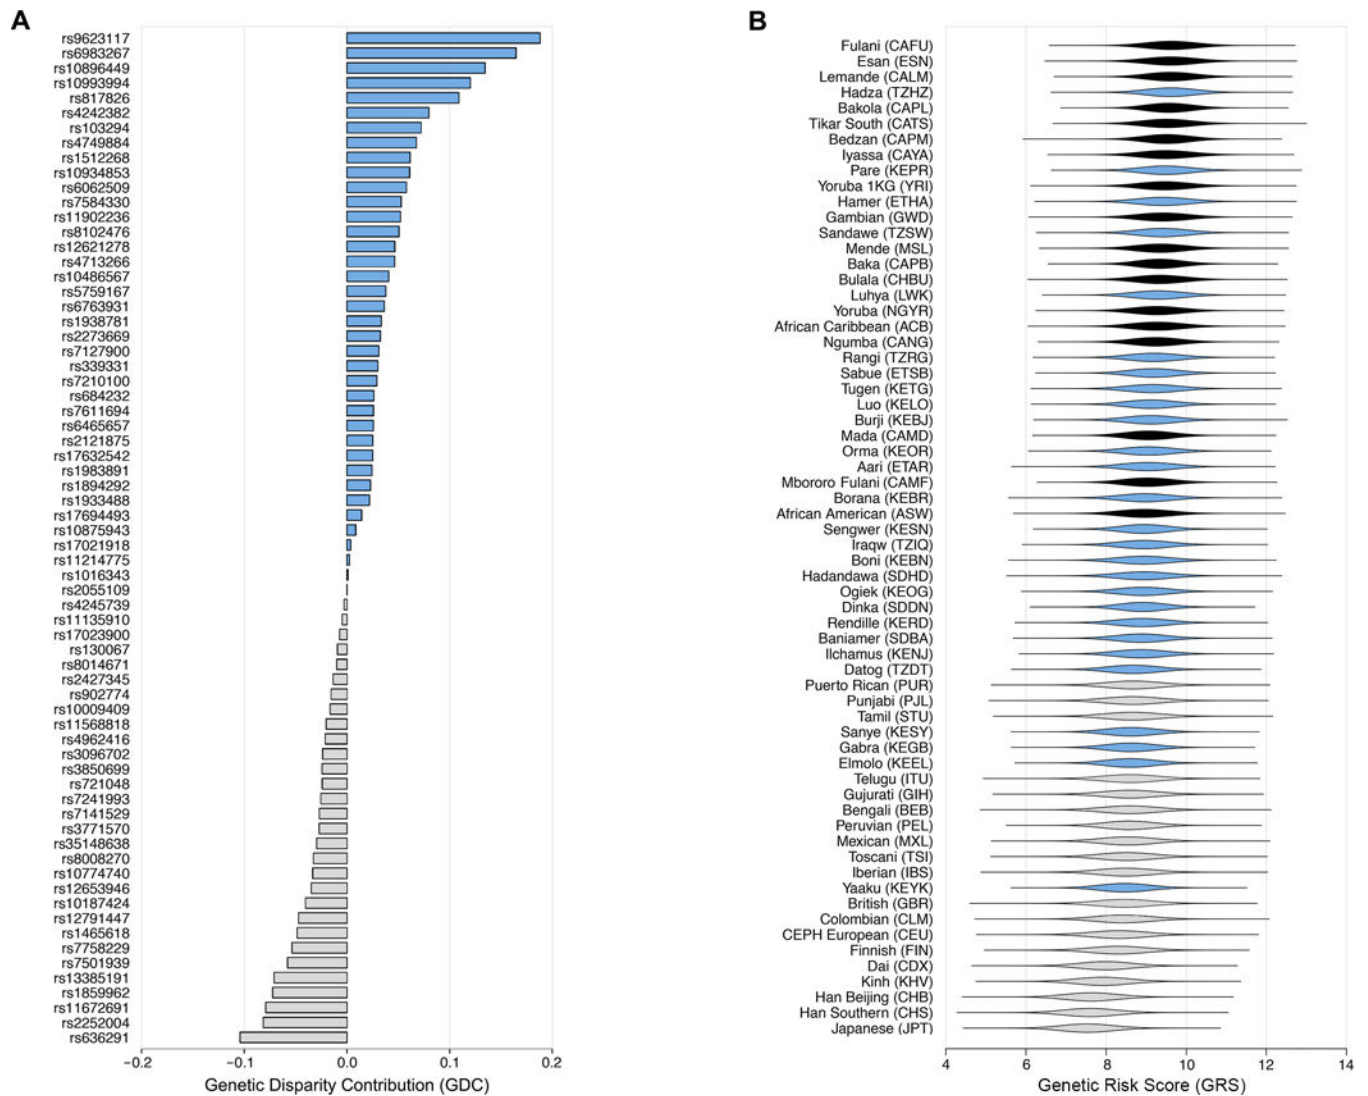 A
rs9623117
rs6983267
rs10896449
rs10993994
rs817826
rs4242382
rs103294
rs4749884
rs1512268
rs10934853
rs6062509
rs7584330
rs11902236
rs8102476
rs12621278
rs4713266
rs10486567
rs5759167
rs6763931
rs1938781
rs2273669
rs7127900
rs339331
rs7210100
rs684232
rs7611694
rs6465657
rs2121875
rs17632542
rs1983891
rs1894292
rs1933488
rs17694493
rs10875943
rs17021918
rs11214775
rs1016343
rs2055109
rs4245739
rs11135910
rs17023900
rs130067
rs8014671
rs2427345
rs902774
rs10009409
rs11568818
rs4962416
rs3096702
rs3850699
rs721048
rs7241993
rs7141529
rs3771570
rs35148638
rs8008270
rs10774740
rs12653946
rs10187424
rs12791447
rs1465618
rs7758229
rs7501939
rs13385191
rs1859962
rs11672691
rs2252004
rs636291
−0.2 −0.1 0.0 0.1 0.2
Genetic Disparity Contribution (GDC)
B
Fulani (CAFU)
Esan (ESN)
Lemande (CALM)
Hadza (TZHZ)
Bakola (CAPL)
Tikar South (CATS)
Bedzan (CAPM)
Iyassa (CAYA)
Pare (KEPR)
Yoruba 1KG (YRI)
Hamer (ETHA)
Gambian (GWD)
Sandawe (TZSW)
Mende (MSL)
Baka (CAPB)
Bulala (CHBU)
Luhya (LWK)
Yoruba (NGYR)
African Caribbean (ACB)
Ngumba (CANG)
Rangi (TZRG)
Sabue (ETSB)
Tugen (KETG)
Luo (KELO)
Burji (KEBJ)
Mada (CAMD)
Orma (KEOR)
Aari (ETAR)
Mbororo Fulani (CAMF)
Borana (KEBR)
African American (ASW)
Sengwer (KESN)
Iraqw (TZIQ)
Boni (KEBN)
Hadandawa (SDHD)
Ogiek (KEOG)
Dinka (SDDN)
Rendille (KERD)
Baniamer (SDBA)
Ilchamus (KENJ)
Datog (TZDT)
Puerto Rican (PUR)
Punjabi (PJL)
Tamil (STU)
Sanye (KESY)
Gabra (KEGB)
Elmolo (KEEL)
Telugu (ITU)
Gujurati (GIH)
Bengali (BEB)
Peruvian (PEL)
Mexican (MXL)
Toscani (TSI)
Iberian (IBS)
Yaaku (KEYK)
British (GBR)
Colombian (CLM)
CEPH European (CEU)
Finnish (FIN)
Dai (CDX)
Kinh (KHV)
Han Beijing (CHB)
Han Southern (CHS)
Japanese (JPT)
4 6 8 10 12 14
Genetic Risk Score (GRS)